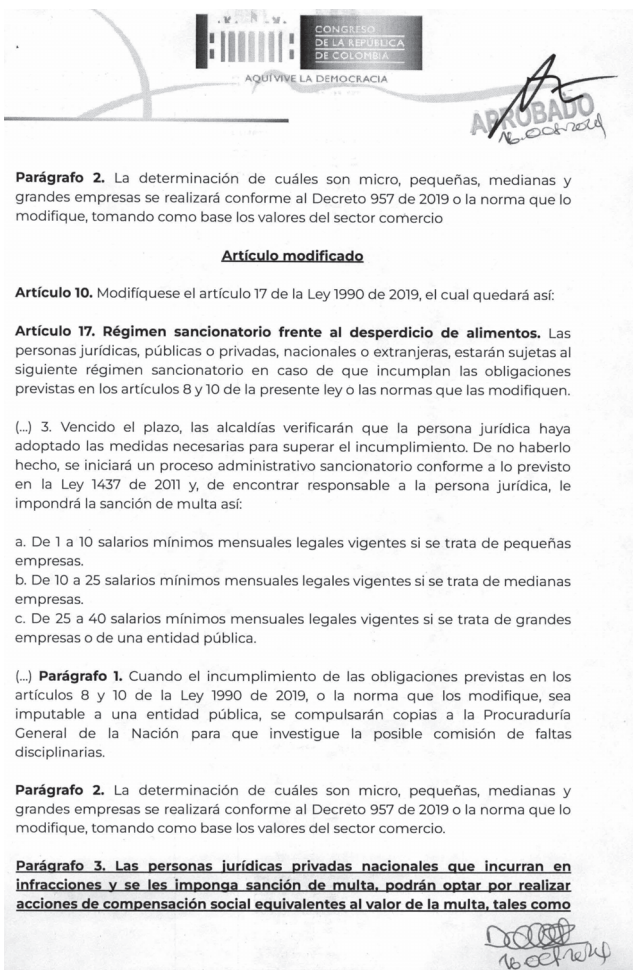 CONGRESO
DE LA REPÚBLICA
DE COLOMBIA
AQUÍ VIVE LA DEMOCRACIA
APROBADO
16. Oct 2024
Parágrafo 2. La determinación de cuáles son micro, pequeñas, medianas y
grandes empresas se realizará conforme al Decreto 957 de 2019 o la norma que lo
modifique, tomando como base los valores del sector comercio
Artículo modificado
Artículo 10. Modifíquese el artículo 17 de la Ley 1990 de 2019, el cual quedará así:
Artículo 17. Régimen sancionatorio frente al desperdicio de alimentos. Las
personas jurídicas, públicas o privadas, nacionales o extranjeras, estarán sujetas al
siguiente régimen sancionatorio en caso de que incumplan las obligaciones
previstas en los artículos 8 y 10 de la presente ley o las normas que las modifiquen.
(...) 3. Vencido el plazo, las alcaldías verificarán que la persona jurídica haya
adoptado las medidas necesarias para superar el incumplimiento. De no haberlo
hecho, se iniciará un proceso administrativo sancionatorio conforme a lo previsto
en la Ley 1437 de 2011 y, de encontrar responsable a la persona jurídica, le
impondrá la sanción de multa así:
a. De 1 a 10 salarios mínimos mensuales legales vigentes si se trata de pequeñas
empresas.
b. De 10 a 25 salarios mínimos mensuales legales vigentes si se trata de medianas
empresas.
c. De 25 a 40 salarios mínimos mensuales legales vigentes si se trata de grandes
empresas o de una entidad pública.
(...) Parágrafo 1. Cuando el incumplimiento de las obligaciones previstas en los
artículos 8 y 10 de la Ley 1990 de 2019, o la norma que los modifique, sea
imputable a una entidad pública, se compulsarán copias a la Procuraduría
General de la Nación para que investigue la posible comisión de faltas
disciplinarias.
Parágrafo 2. La determinación de cuáles son micro, pequeñas, medianas y
grandes empresas se realizará conforme al Decreto 957 de 2019 o la norma que lo
modifique, tomando como base los valores del sector comercio.
Parágrafo 3. Las personas jurídicas privadas nacionales que incurran en
infracciones y se les imponga sanción de multa, podrán optar por realizar
acciones de compensación social equivalentes al valor de la multa, tales como
16 oct 2024